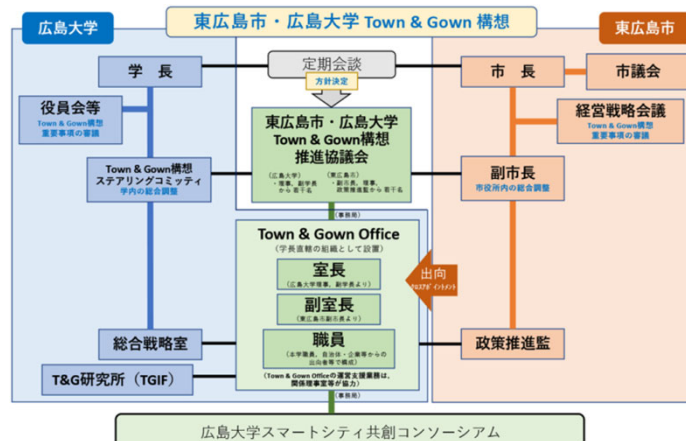 東広島市・広島大学 Town & Gown 構想
広島大学
東広島市
学 長
定期会談
市 長
市議会
方針決定
役員会等
Town & Gown構想
重要事項の審議
東広島市・広島大学
Town & Gown構想
推進協議会
(広島大学)
・理事、副学長
から 若干名
(東広島市)
・副市長、理事、
政策推進監から 若干名
経営戦略会議
Town & Gown構想
重要事項の審議
Town & Gown構想
ステアリングコミッティ
学内の総合調整
副市長
市役所内の総合調整
(事務局)
Town & Gown Office
(学長直轄の組織として設置)
室長
(広島大学理事、副学長より)
出向
クロスアポイントメント
副室長
(東広島市副市長より)
職員
(本学職員、自治体・企業等からの
出向者等で構成)
総合戦略室
政策推進監
T&G研究所(TGIF)
(Town & Gown Officeの運営支援業務は、
関係理事室等が協力)
(事務局)
広島大学スマートシティ共創コンソーシアム